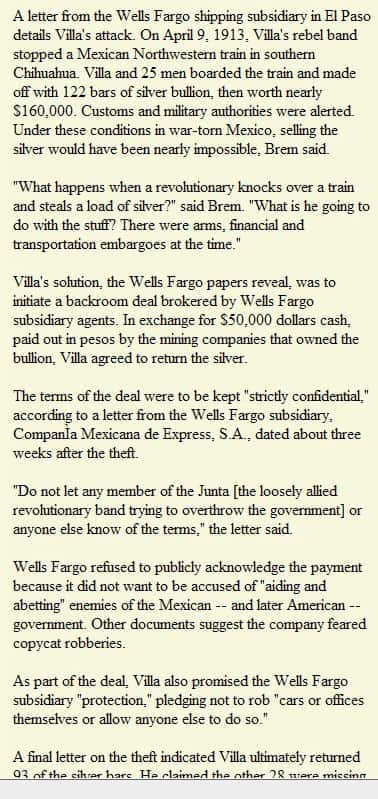 A letter from the Wells Fargo shipping subsidiary in El Paso
details Villa's attack. On April 9, 1913, Villa's rebel band
stopped a Mexican Northwestern train in southern
Chihuahua. Villa and 25 men boarded the train and made
off with 122 bars of silver bullion, then worth nearly
$160,000. Customs and military authorities were alerted.
Under these conditions in war-torn Mexico, selling the
silver would have been nearly impossible, Brem said.
"What happens when a revolutionary knocks over a train
and steals a load of silver?" said Brem. "What is he going to
do with the stuff? There were arms, financial and
transportation embargoes at the time."
Villa's solution, the Wells Fargo papers reveal, was to
initiate a backroom deal brokered by Wells Fargo
subsidiary agents. In exchange for $50,000 dollars cash,
paid out in pesos by the mining companies that owned the
bullion, Villa agreed to return the silver.
The terms of the deal were to be kept "strictly confidential,"
according to a letter from the Wells Fargo subsidiary,
CompanÍa Mexicana de Express, S.A., dated about three
weeks after the theft.
"Do not let any member of the Junta [the loosely allied
revolutionary band trying to overthrow the government] or
anyone else know of the terms," the letter said.
Wells Fargo refused to publicly acknowledge the payment
because it did not want to be accused of "aiding and
abetting" enemies of the Mexican -- and later American --
government. Other documents suggest the company feared
copycat robberies.
As part of the deal, Villa also promised the Wells Fargo
subsidiary "protection," pledging not to rob "cars or offices
themselves or allow anyone else to do so."
A final letter on the theft indicated Villa ultimately returned
93 of the silver bars. He claimed the other 28 were missing